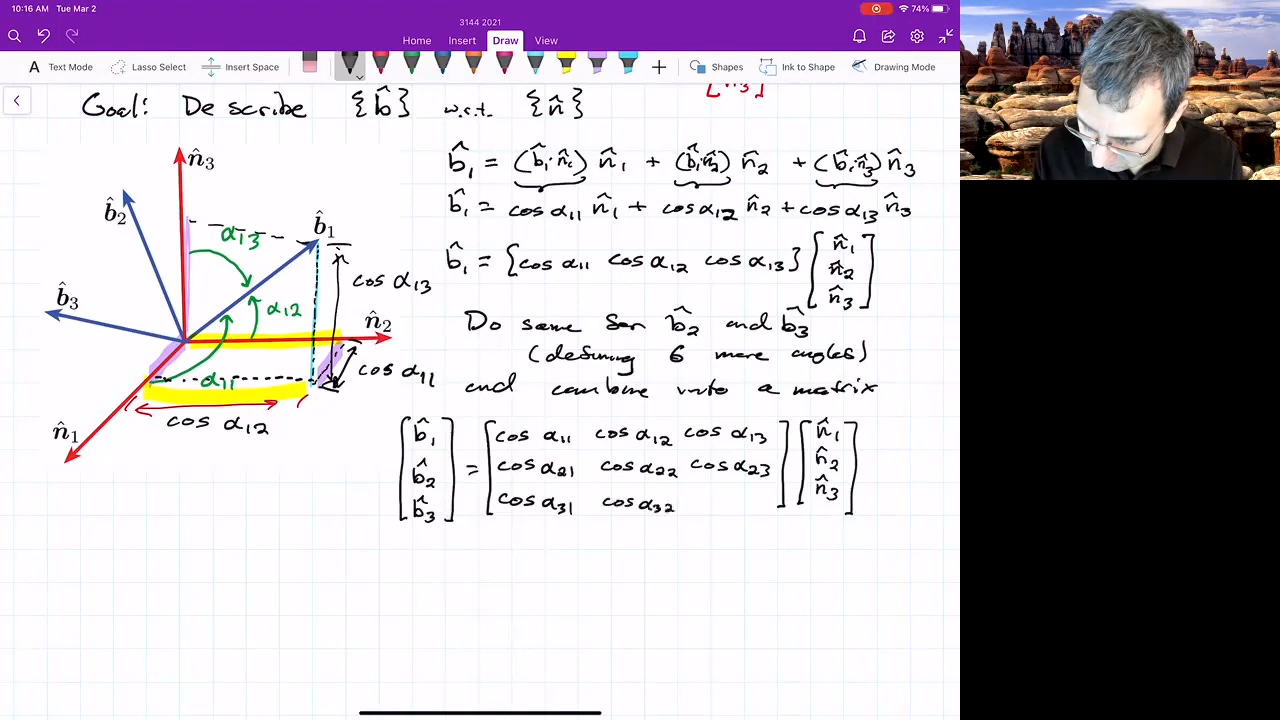 10:16 AM Tue Mar 2
74%
3144 2021
Home Insert Draw View
Text Mode Lasso Select Insert Space Shapes Ink to Shape Drawing Mode
Goal: Describe {b̂} w.r.t. {n̂}
n̂₃
b̂₂
α₁₃
b̂₁
cos α₁₃
b̂₃
α₁₂
n̂₂
α₁₁
cos α₁₁
cos α₁₂
n̂₁
b̂₁ = (b̂₁·n̂₁) n̂₁ + (b̂₁·n̂₂) n̂₂ + (b̂₁·n̂₃) n̂₃
b̂₁ = cos α₁₁ n̂₁ + cos α₁₂ n̂₂ + cos α₁₃ n̂₃
b̂₁ = [cos α₁₁ cos α₁₂ cos α₁₃] [n̂₁
n̂₂
n̂₃]
Do same for b̂₂ and b̂₃
(defining 6 more angles)
and combine into a matrix
[b̂₁ b̂₂ b̂₃] = [cos α₁₁ cos α₁₂ cos α₁₃
cos α₂₁ cos α₂₂ cos α₂₃
cos α₃₁ cos α₃₂] [n̂₁ n̂₂ n̂₃]